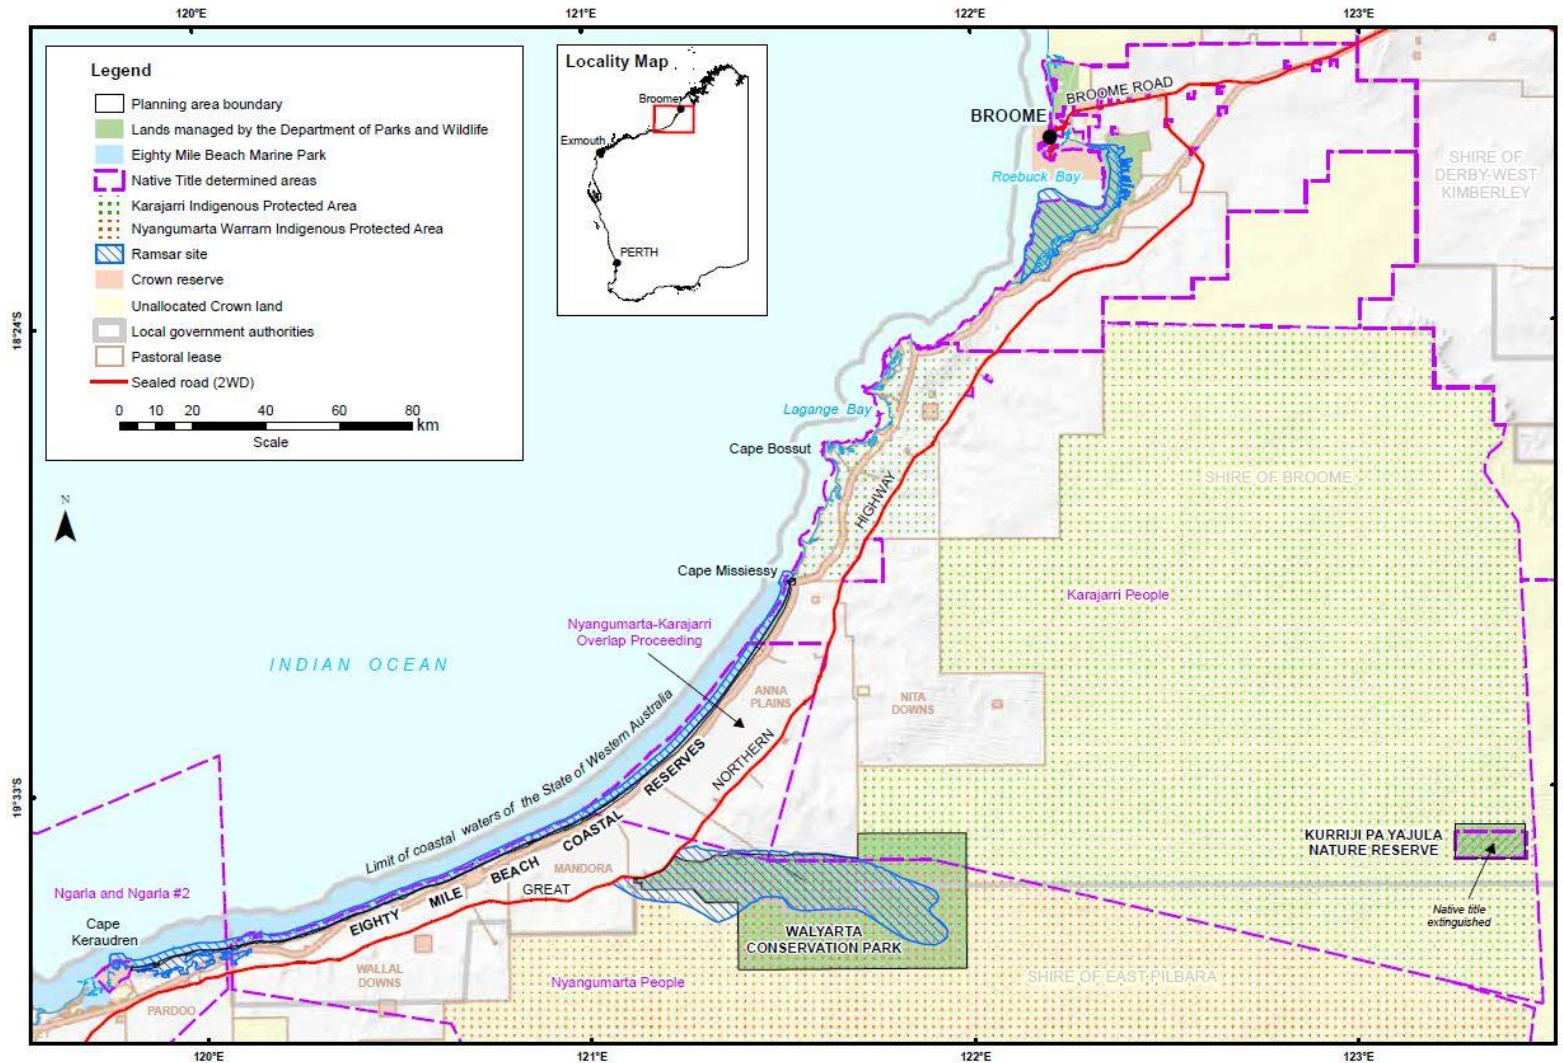 120°E
121°E
122°E
123°E
Legend
Planning area boundary
Lands managed by the Department of Parks and Wildlife
Eighty Mile Beach Marine Park
Native Title determined areas
Karajarri Indigenous Protected Area
Nyangumarta Warrarn Indigenous Protected Area
Ramsar site
Crown reserve
Unallocated Crown land
Local government authorities
Pastoral lease
Sealed road (2WD)
0 10 20 40 60 80 km
Scale
Locality Map
Broome
Exmouth
PERTH
BROOME ROAD
BROOME
Roebuck Bay
SHIRE OF
DERBY-WEST
KIMBERLEY
18°24'S
Lagange Bay
Cape Bossut
SHIRE OF BROOME
HIGHWAY
N
Cape Missiessy
Karajarri People
Nyangumarta-Karajarri
Overlap Proceeding
INDIAN OCEAN
ANNA
PLAINS
NITA
DOWNS
Limit of coastal waters of the State of Western Australia
NORTHERN
19°33'S
EIGHTY MILE BEACH COASTAL RESERVES
KURRIJI PA YAJULA
NATURE RESERVE
MANDORA
GREAT
Ngarla and Ngarla #2
Native title
extinguished
Cape
Keraudren
WALYARTA
CONSERVATION PARK
WALLAL
DOWNS
Nyangumarta People
SHIRE OF EAST PILBARA
PARDOO
120°E
121°E
122°E
123°E